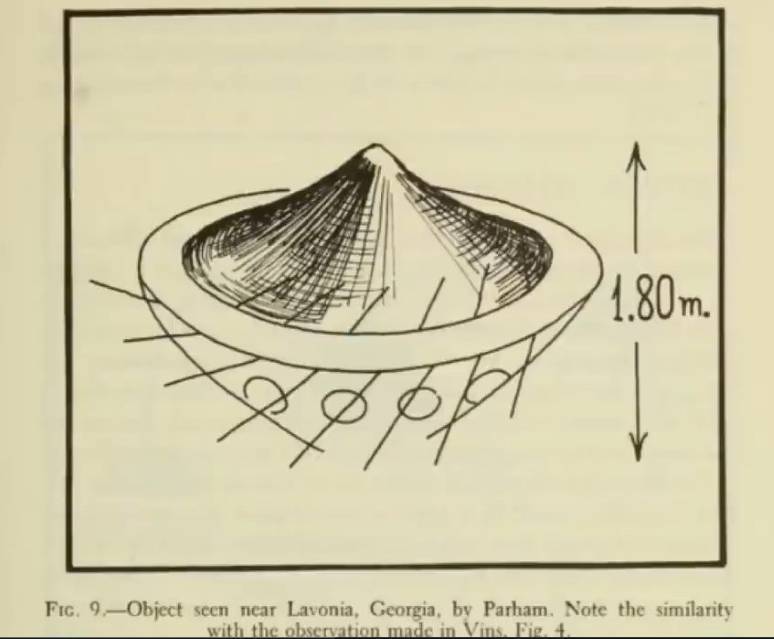 1.80 m.
FIG. 9.—Object seen near Lavonia, Georgia, by Parham. Note the similarity
with the observation made in Vins, Fig. 4.